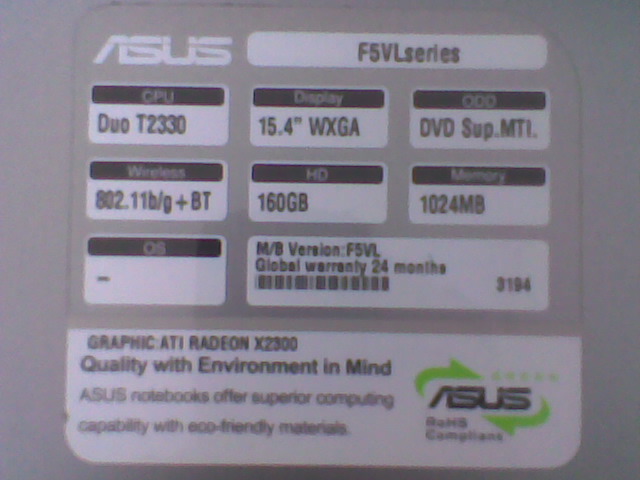 ASUS F5VLseries
CPU Display ODD
Duo T2330 15.4" WXGA DVD Sup.MTI.
Wireless HD Memory
802.11b/g+BT 160GB 1024MB
OS
–
M/B Version:F5VL
Global warranty 24 months
3194
GRAPHIC:ATI RADEON X2300
Quality with Environment in Mind
ASUS notebooks offer superior computing
capability with eco-friendly materials.
ASUS
RoHS
Compliant